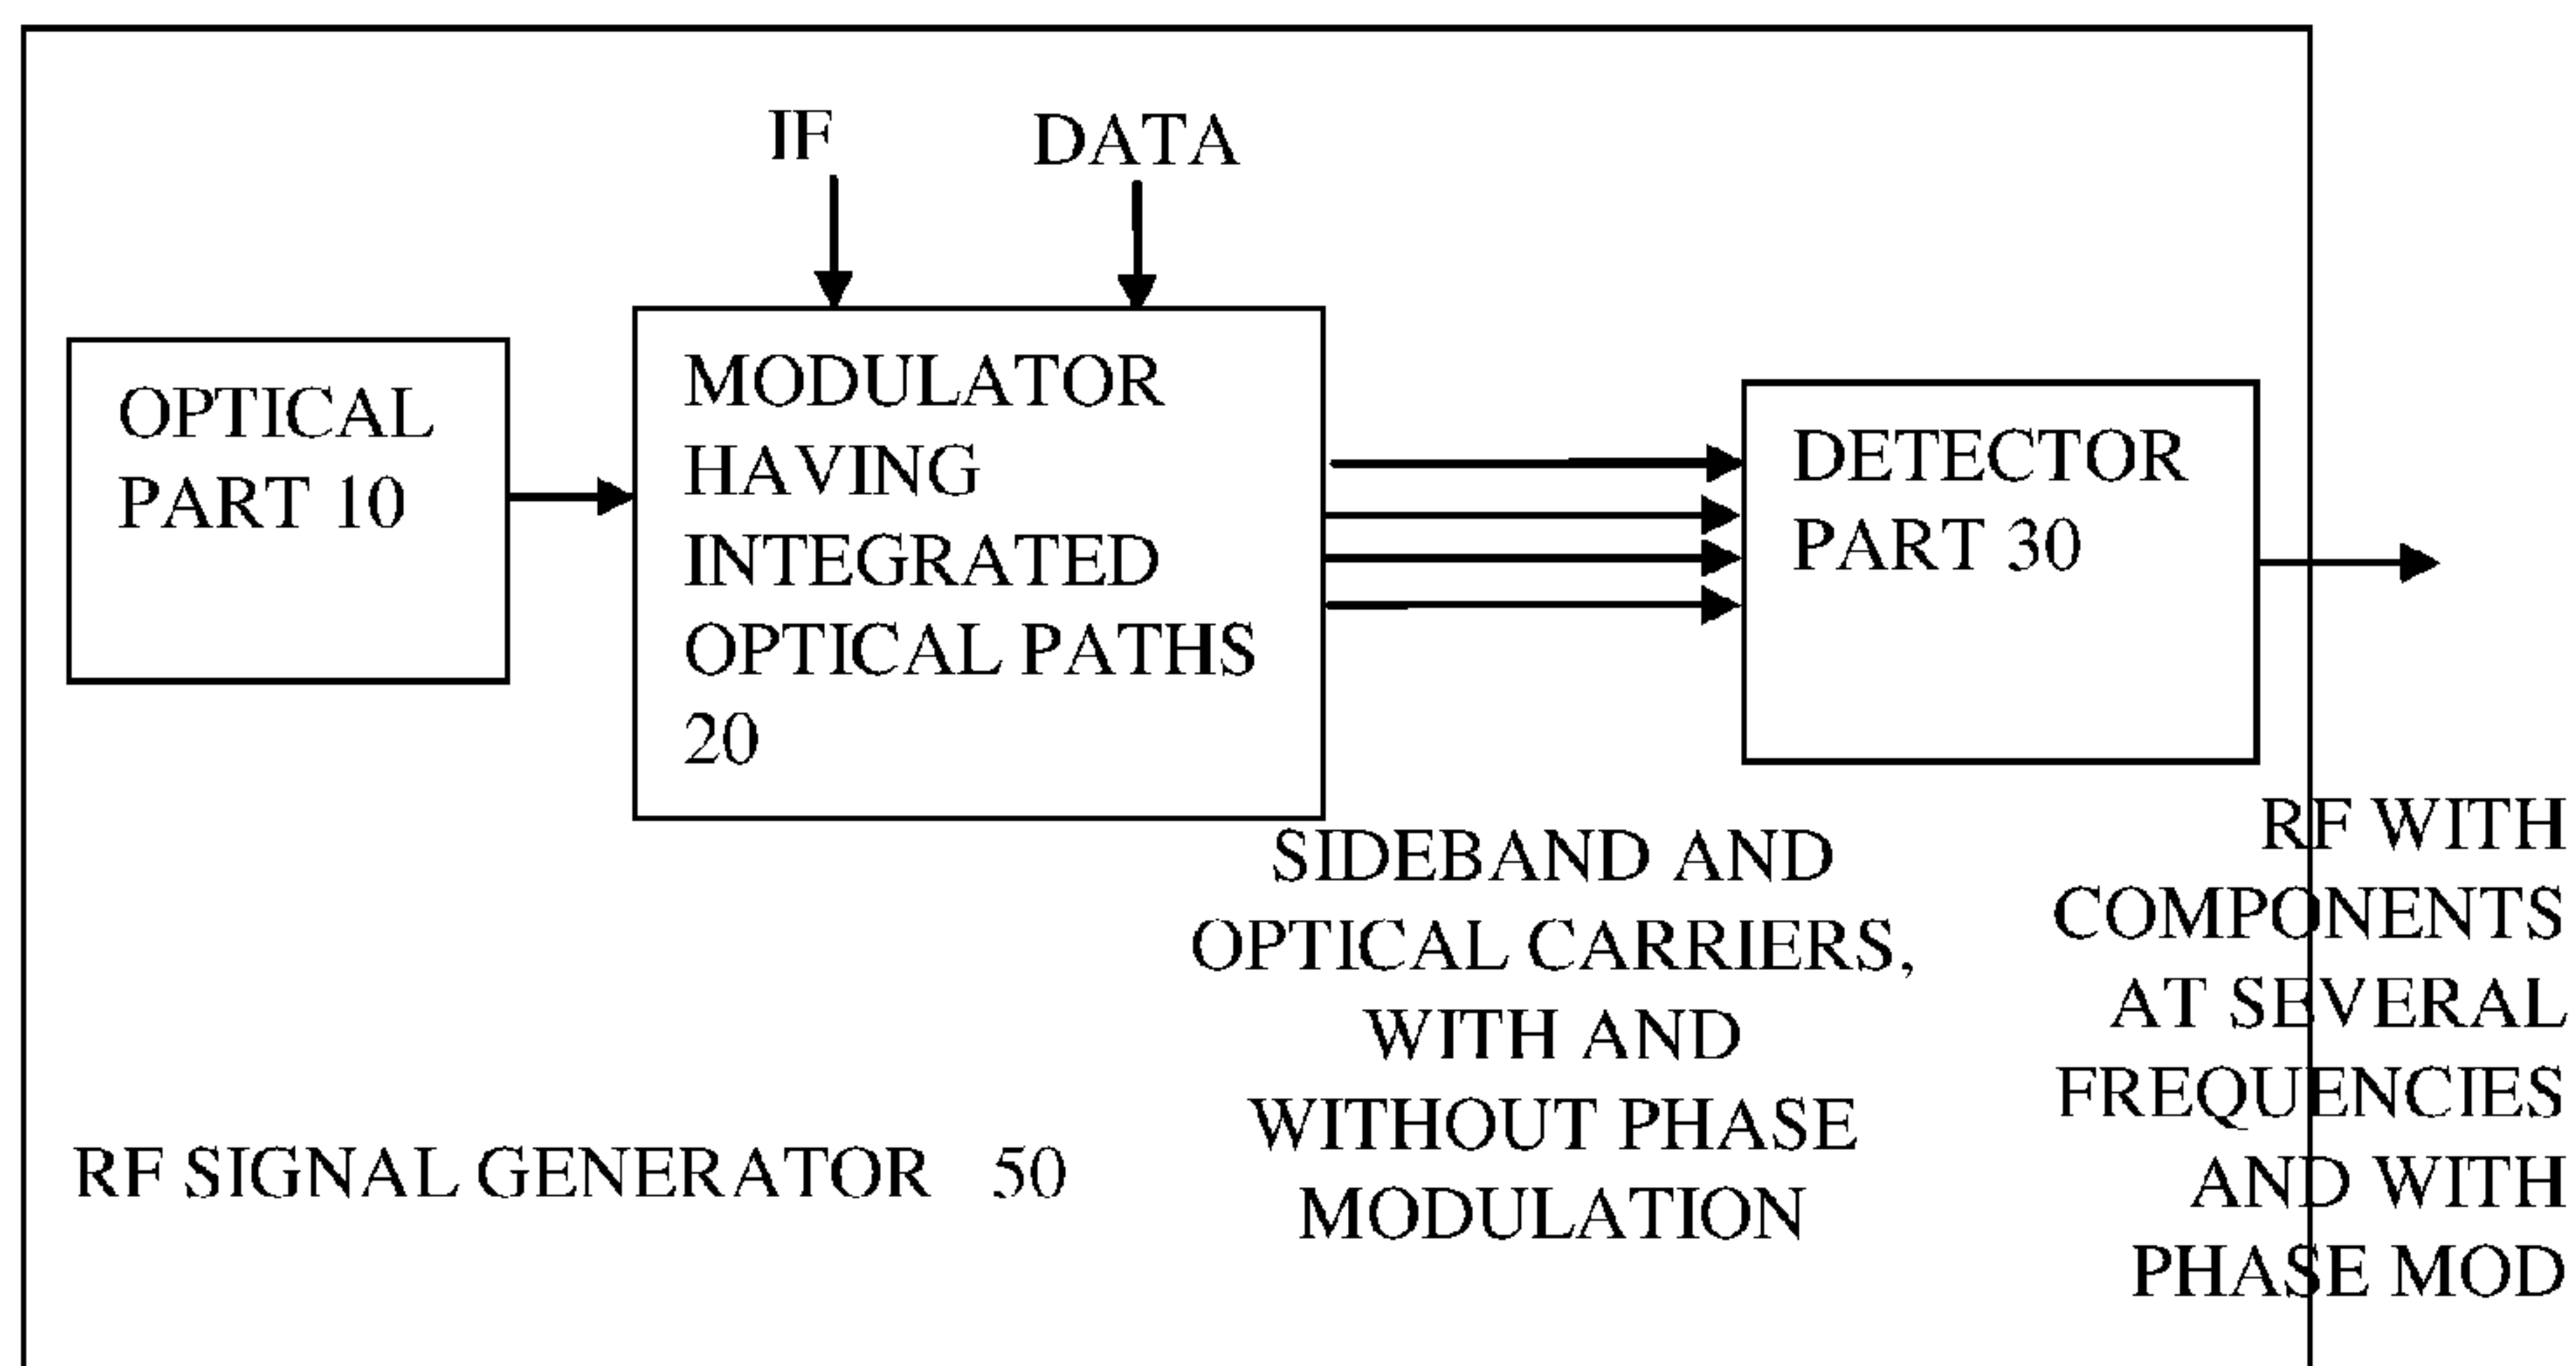 IF
DATA
OPTICAL
PART 10
MODULATOR
HAVING
INTEGRATED
OPTICAL PATHS
20
DETECTOR
PART 30
SIDEBAND AND
OPTICAL CARRIERS,
WITH AND
WITHOUT PHASE
MODULATION
RF WITH
COMPONENTS
AT SEVERAL
FREQUENCIES
AND WITH
PHASE MOD
RF SIGNAL GENERATOR 50